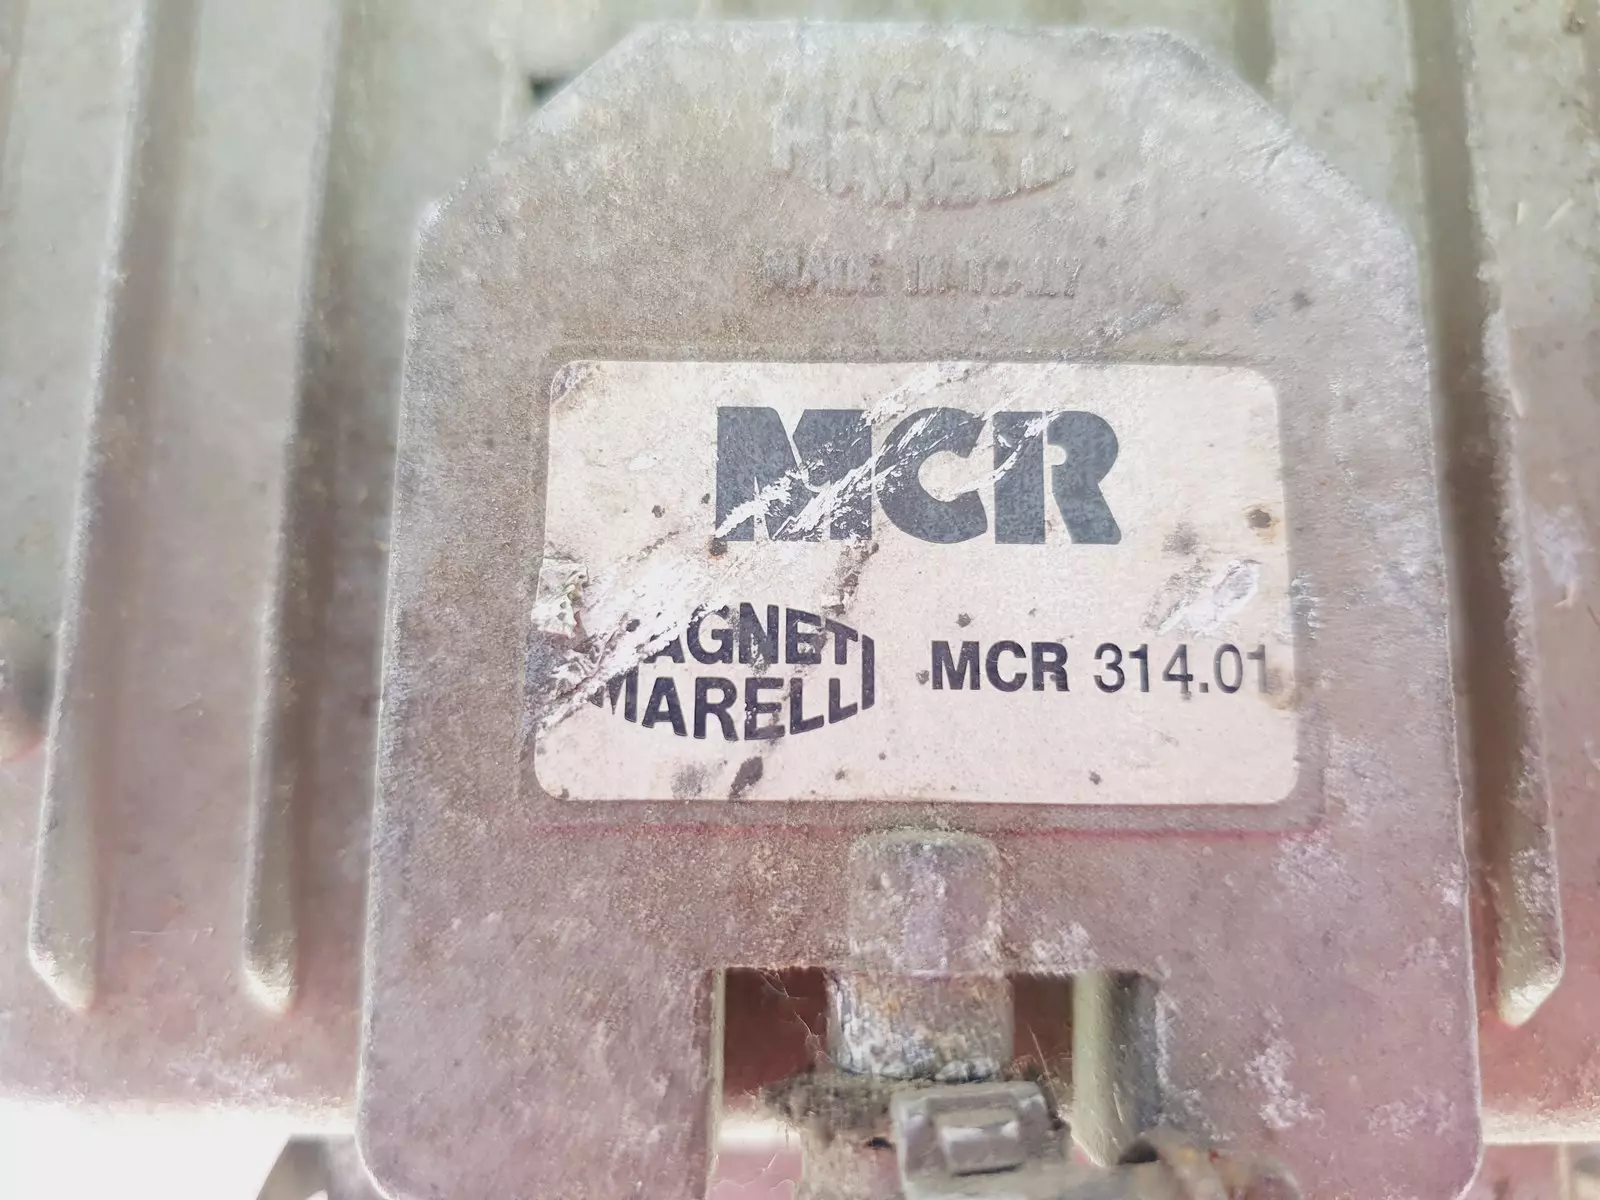 MAGNETI
MARELLI
MADE IN ITALY
MCR
MAGNETI
MARELLI
MCR 314.01